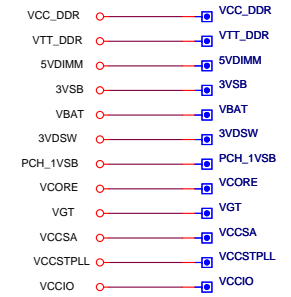 VCC_DDR VCC_DDR
VTT_DDR VTT_DDR
5VDIMM 5VDIMM
3VSB 3VSB
VBAT VBAT
3VDSW 3VDSW
PCH_1VSB PCH_1VSB
VCORE VCORE
VGT VGT
VCCSA VCCSA
VCCSTPLL VCCSTPLL
VCCIO VCCIO